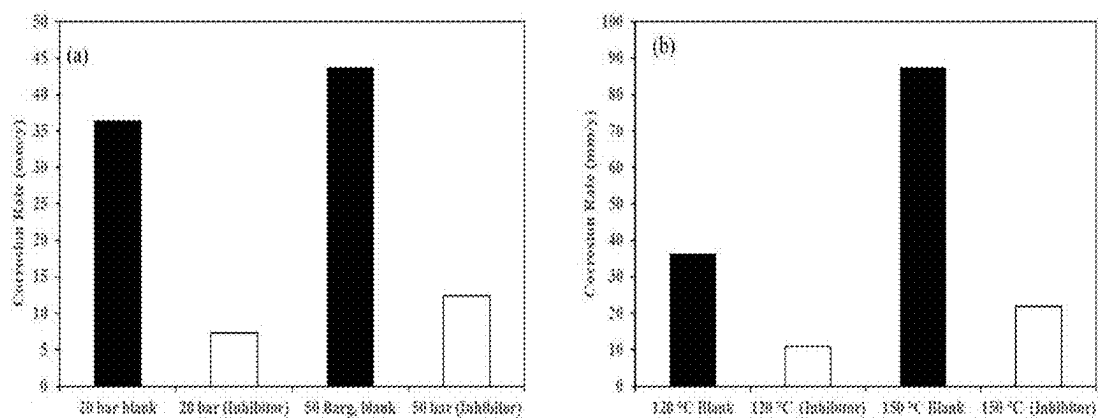 (a)
Corrosion Rate (mm/y)
50
45
40
35
30
25
20
15
10
5
0
20 bar blank
20 bar (Inhibitor)
50 Barg, blank
50 bar (Inhibitor)
(b)
Corrosion Rate (mm/y)
100
90
80
70
60
50
40
30
20
10
0
120 °C Blank
120 °C (Inhibitor)
150 °C Blank
150 °C (Inhibitor)